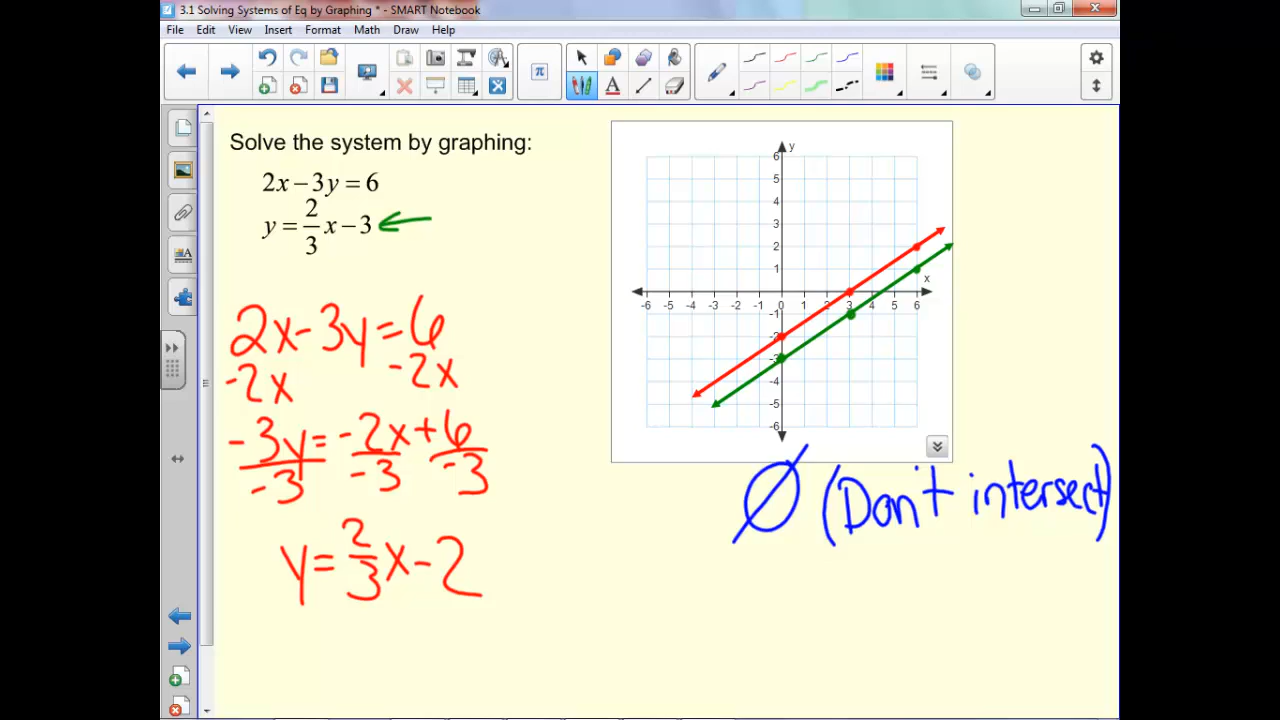 3.1 Solving Systems of Eq by Graphing * - SMART Notebook
File Edit View Insert Format Math Draw Help
π
A
Solve the system by graphing:
2x – 3y = 6
y = 2/3 x – 3
2x - 3y = 6
-2x -2x
-3y = -2x + 6
-3 -3 -3
y = 2/3 x - 2
y
6
5
4
3
2
1
x
-6 -5 -4 -3 -2 -1 0 1 2 3 4 5 6
-1
-2
-3
-4
-5
-6
Ø (Don't intersect)